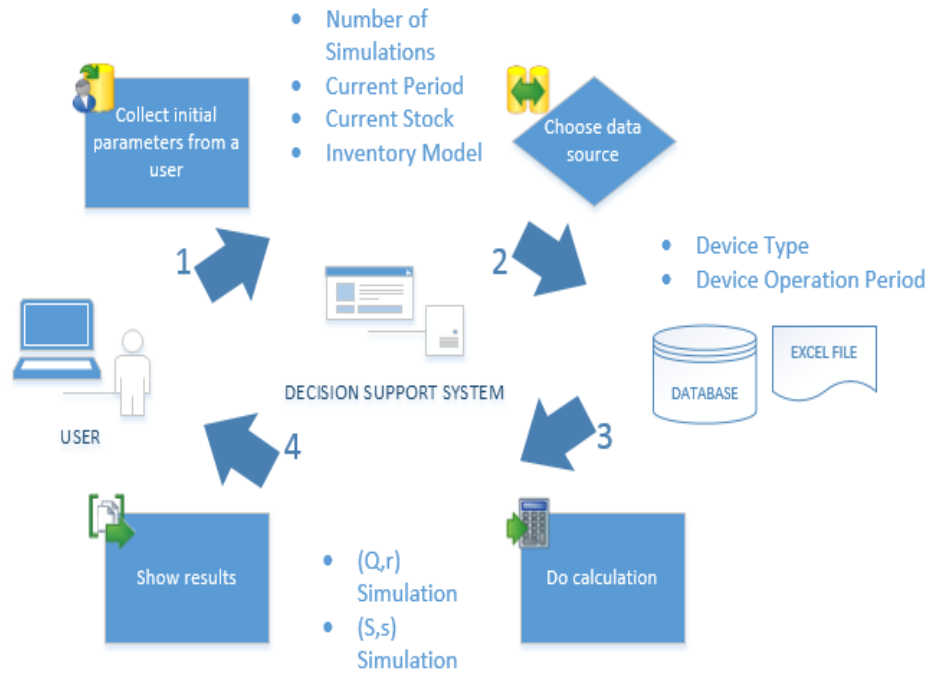 Collect initial
parameters from a
user
• Number of
Simulations
• Current Period
• Current Stock
• Inventory Model
Choose data
source
1
2
• Device Type
• Device Operation Period
DATABASE
EXCEL FILE
DECISION SUPPORT SYSTEM
USER
4
3
Show results
• (Q,r)
Simulation
• (S,s)
Simulation
Do calculation